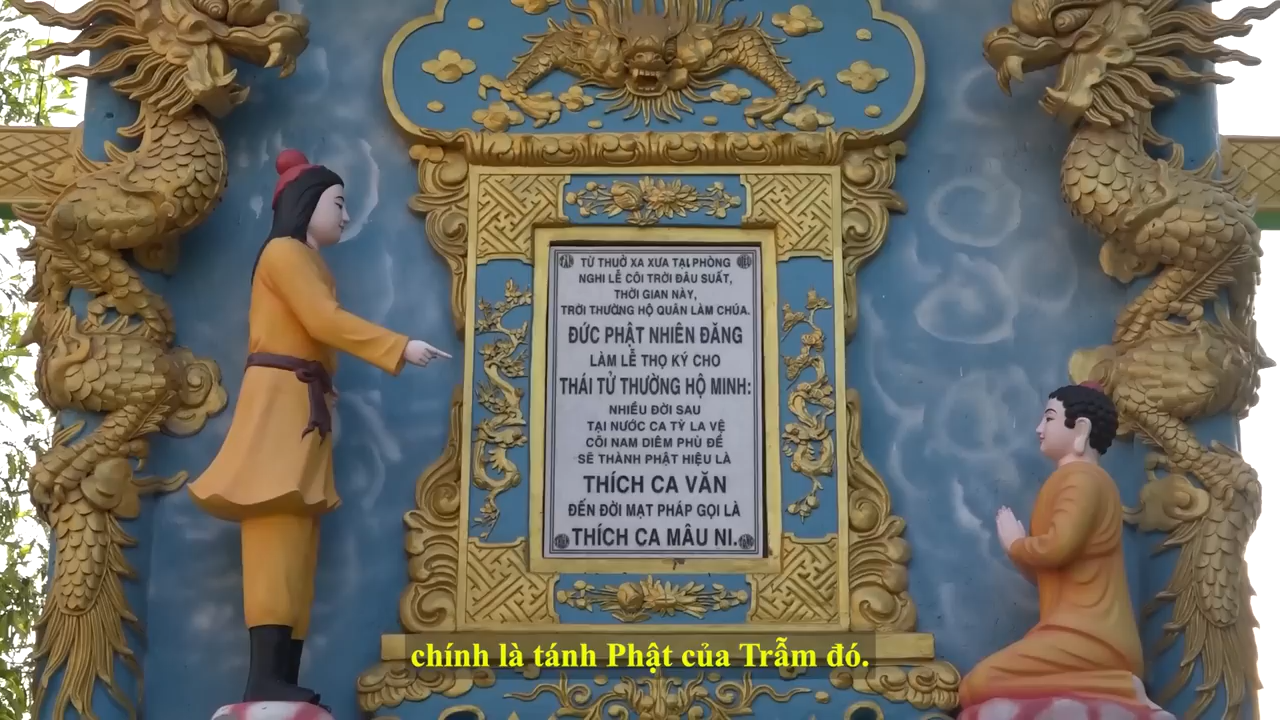 TỪ THUỞ XA XƯA TẠI PHÒNG
NGHI LỄ CÕI TRỜI ĐÂU SUẤT,
THỜI GIAN NÀY,
TRỜI THƯỜNG HỘ QUÂN LÀM CHÚA.
ĐỨC PHẬT NHIÊN ĐĂNG
LÀM LỄ THỌ KÝ CHO
THÁI TỬ THƯỜNG HỘ MINH:
NHIỀU ĐỜI SAU
TẠI NƯỚC CA TỲ LA VỆ
CÕI NAM DIÊM PHÙ ĐỀ
SẼ THÀNH PHẬT HIỆU LÀ
THÍCH CA VĂN
ĐẾN ĐỜI MẠT PHÁP GỌI LÀ
THÍCH CA MÂU NI.
chính là tánh Phật của Trẫm đó.